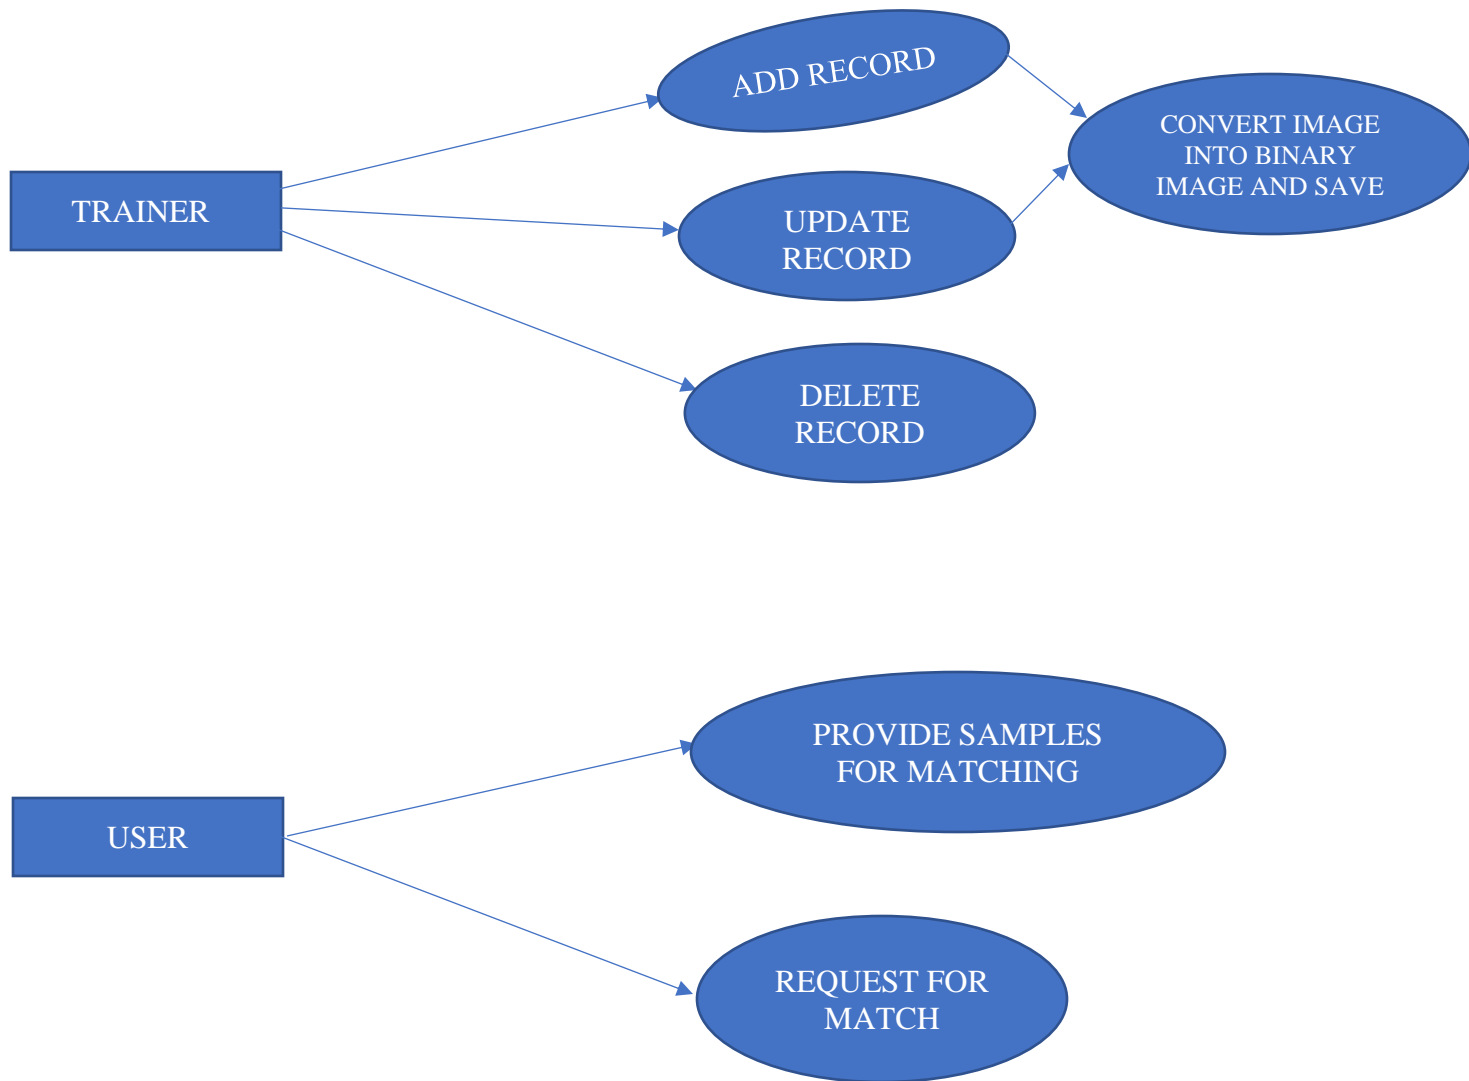 ADD RECORD
CONVERT IMAGE
INTO BINARY
IMAGE AND SAVE
TRAINER
UPDATE
RECORD
DELETE
RECORD
PROVIDE SAMPLES
FOR MATCHING
USER
REQUEST FOR
MATCH